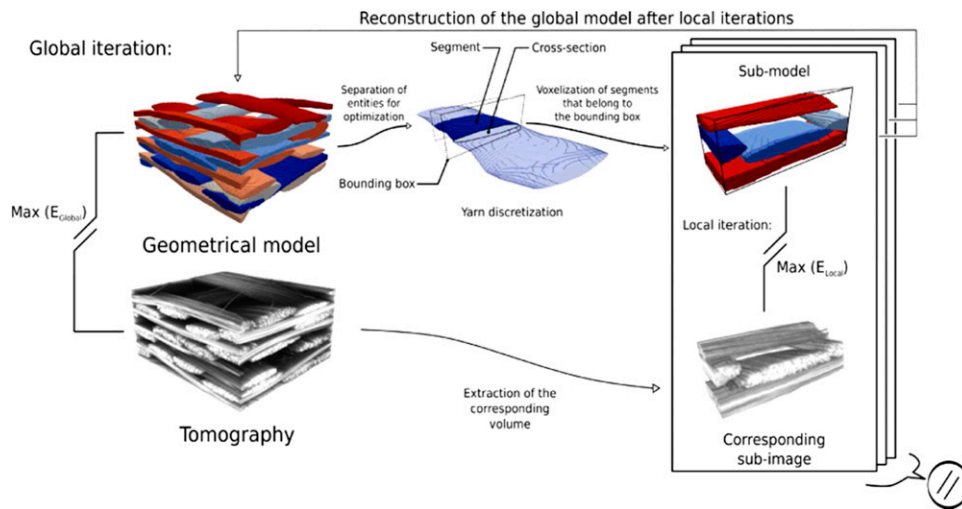 Reconstruction of the global model after local iterations
Global iteration:
Segment
Cross-section
Separation of
entities for
optimization
Voxelization of segments
that belong to
the bounding box
Sub-model
Bounding box
Yarn discretization
Max (E_Global)
Geometrical model
Local iteration:
Max (E_Local)
Extraction of the
corresponding
volume
Tomography
Corresponding
sub-image
//